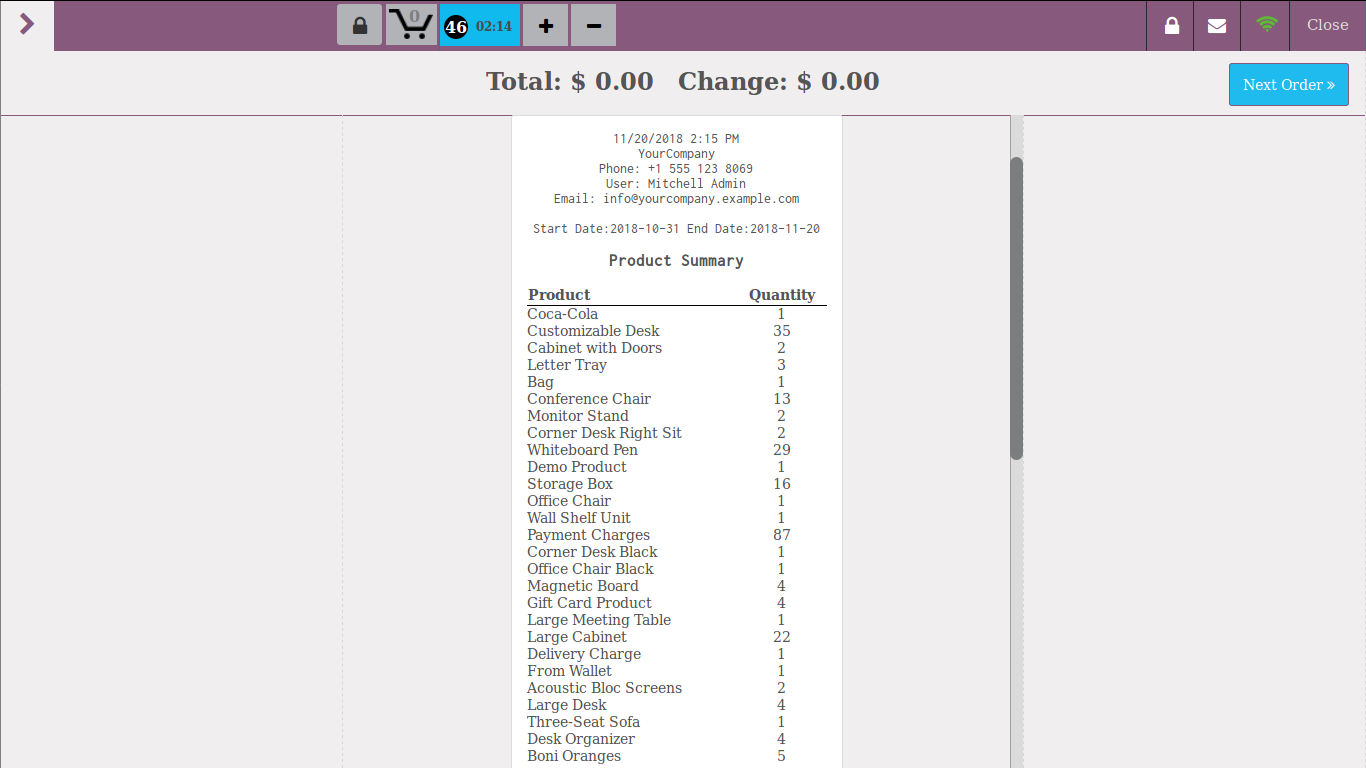 0
46 02:14
Close
Total: $ 0.00 Change: $ 0.00
Next Order »
11/20/2018 2:15 PM
YourCompany
Phone: +1 555 123 8069
User: Mitchell Admin
Email: info@yourcompany.example.com
Start Date:2018-10-31 End Date:2018-11-20
Product Summary
Product Quantity
Coca-Cola 1
Customizable Desk 35
Cabinet with Doors 2
Letter Tray 3
Bag 1
Conference Chair 13
Monitor Stand 2
Corner Desk Right Sit 2
Whiteboard Pen 29
Demo Product 1
Storage Box 16
Office Chair 1
Wall Shelf Unit 1
Payment Charges 87
Corner Desk Black 1
Office Chair Black 1
Magnetic Board 4
Gift Card Product 4
Large Meeting Table 1
Large Cabinet 22
Delivery Charge 1
From Wallet 1
Acoustic Bloc Screens 2
Large Desk 4
Three-Seat Sofa 1
Desk Organizer 4
Boni Oranges 5